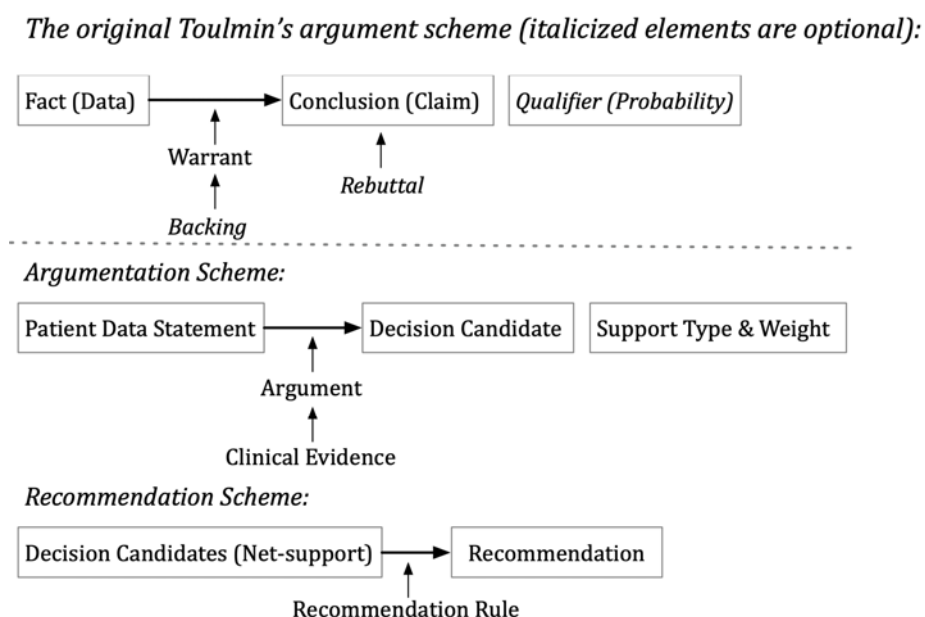 The original Toulmin's argument scheme (italicized elements are optional):
Fact (Data) Conclusion (Claim) Qualifier (Probability)
Warrant
Rebuttal
Backing
Argumentation Scheme:
Patient Data Statement Decision Candidate Support Type & Weight
Argument
Clinical Evidence
Recommendation Scheme:
Decision Candidates (Net-support) Recommendation
Recommendation Rule